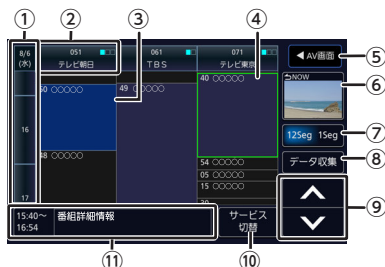 ① ② ③ ④
8/6
(水)
051
テレビ朝日
061
TBS
071
テレビ東京
◀ AV画面 ⑤
50 ○○○○○
49 ○○○○○
40 ○○○○○
NOW ⑥
16
12Seg 1Seg ⑦
48 ○○○○○
54 ○○○○○
05 ○○○○○
15 ○○○○○
データ収集 ⑧
17
15:40~
16:54
番組詳細情報
サービス
切替
⑨
⑪ ⑩